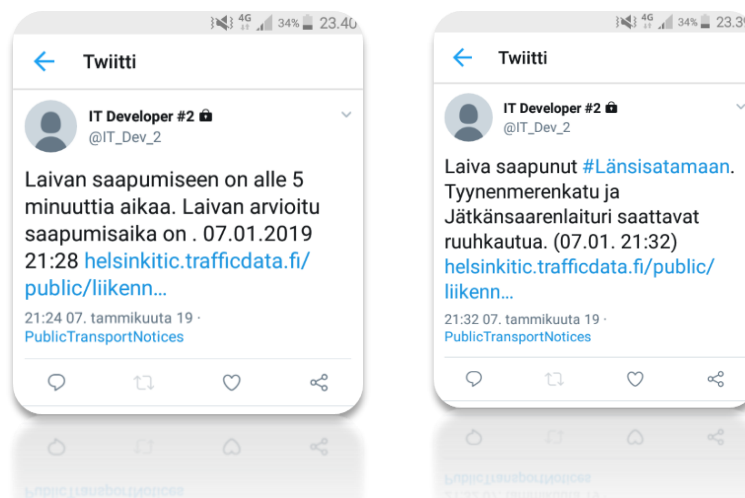 4G 34% 23.40
Twiitti
IT Developer #2
@IT_Dev_2
Laivan saapumiseen on alle 5
minuuttia aikaa. Laivan arvioitu
saapumisaika on . 07.01.2019
21:28 helsinkitic.trafficdata.fi/
public/liikenn...
21:24 07. tammikuuta 19 ·
PublicTransportNotices
4G 34% 23.39
Twiitti
IT Developer #2
@IT_Dev_2
Laiva saapunut #Länsisatamaan.
Tyynenmerenkatu ja
Jätkänsaarenlaituri saattavat
ruuhkautua. (07.01. 21:32)
helsinkitic.trafficdata.fi/public/
liikenn...
21:32 07. tammikuuta 19 ·
PublicTransportNotices